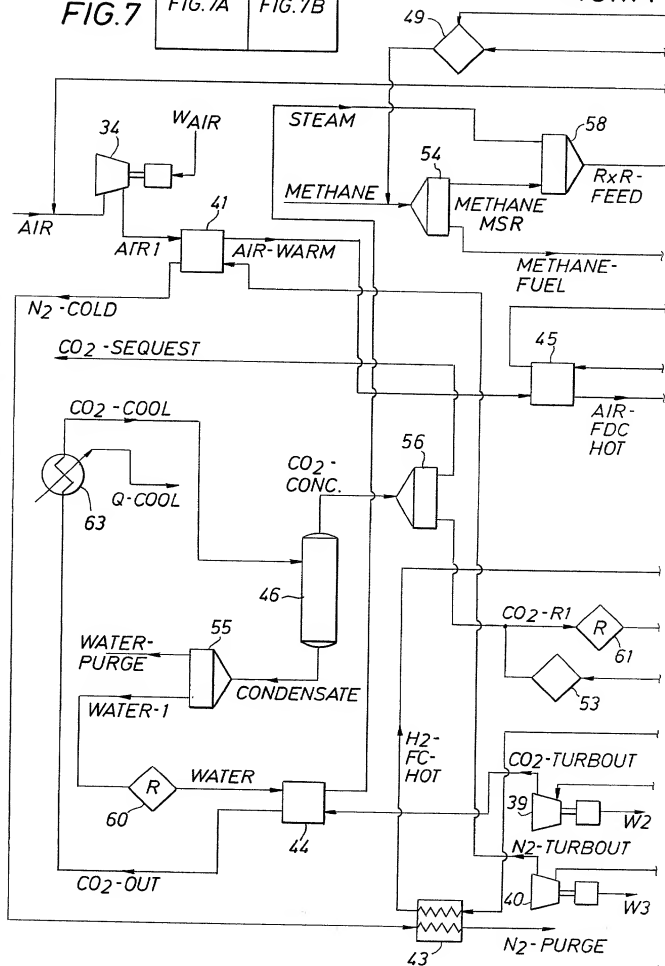 FIG.7
FIG.7A
FIG.7B
49
34
WAIR
STEAM
58
54
RxR-
FEED
METHANE
METHANE
MSR
41
AIR
AIR1
AIR-WARM
METHANE-
FUEL
N2-COLD
CO2-SEQUEST
45
CO2-COOL
AIR-
FDC
HOT
56
CO2-
CONC.
Q-COOL
63
46
CO2-R1
R
61
WATER-
PURGE
55
53
CONDENSATE
WATER-1
H2-
FC-
HOT
CO2-TURBOUT
WATER
R
60
39
W2
44
N2-TURBOUT
CO2-OUT
40
W3
43
N2-PURGE